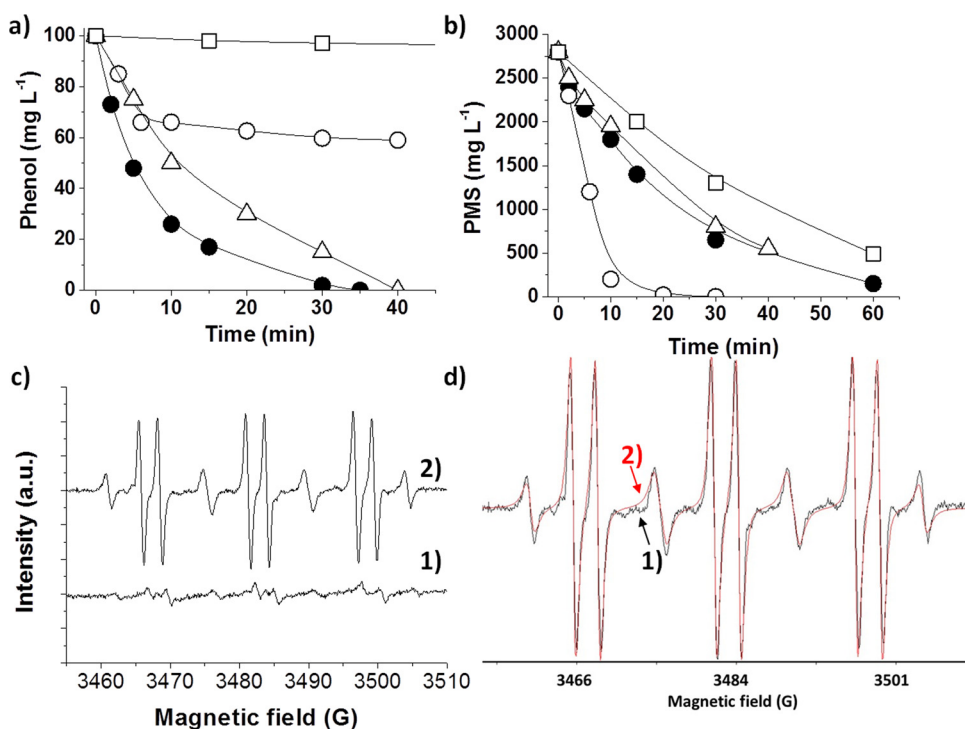 a)
Phenol (mg L⁻¹)
100
80
60
40
20
0
0 10 20 30 40
Time (min)
b)
PMS (mg L⁻¹)
3000
2500
2000
1500
1000
500
0
0 10 20 30 40 50 60
Time (min)
c)
Intensity (a.u.)
2)
1)
3460 3470 3480 3490 3500 3510
Magnetic field (G)
d)
2)
1)
3466 3484 3501
Magnetic field (G)